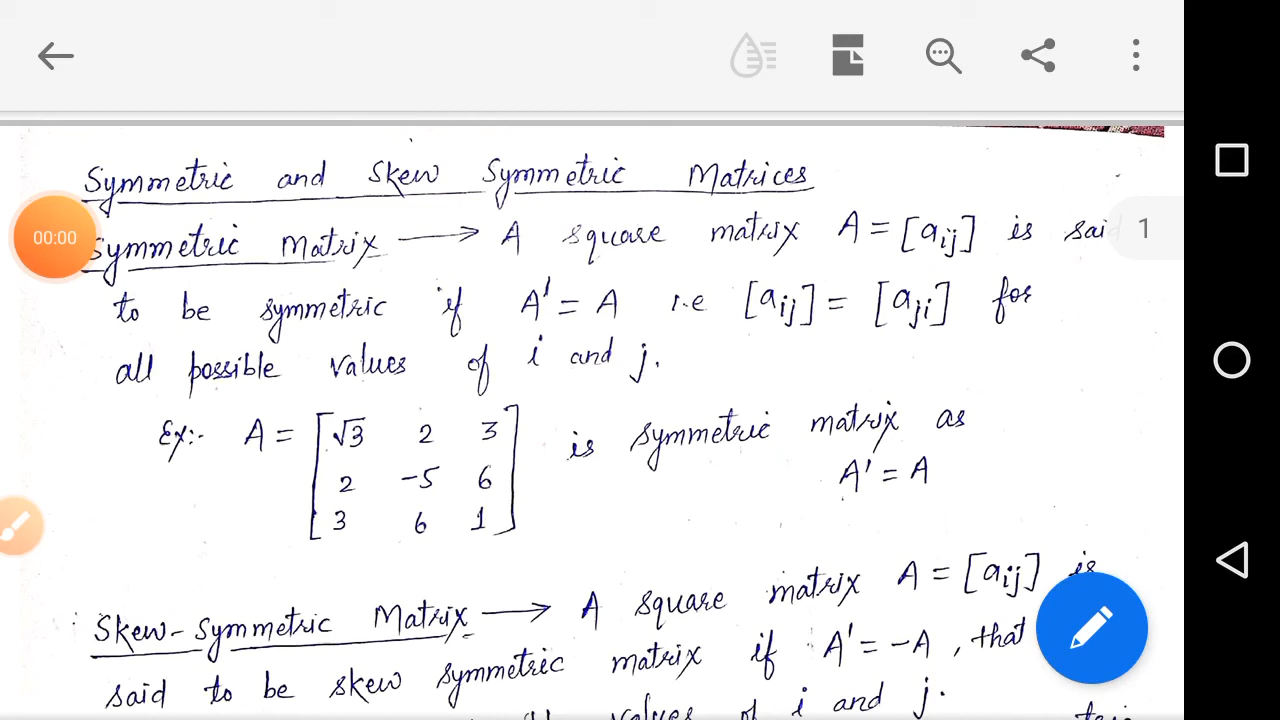 Symmetric and Skew Symmetric Matrices
00:00
Symmetric Matrix → A square matrix A = [aij] is said
1
to be symmetric if A' = A i.e [aij] = [aji] for
all possible values of i and j.
Ex:- A = [√3 2 3
2 -5 6
3 6 1] is symmetric matrix as
A' = A
Skew-Symmetric Matrix → A square matrix A = [aij] is
said to be skew symmetric matrix if A' = -A, that
values of i and j.